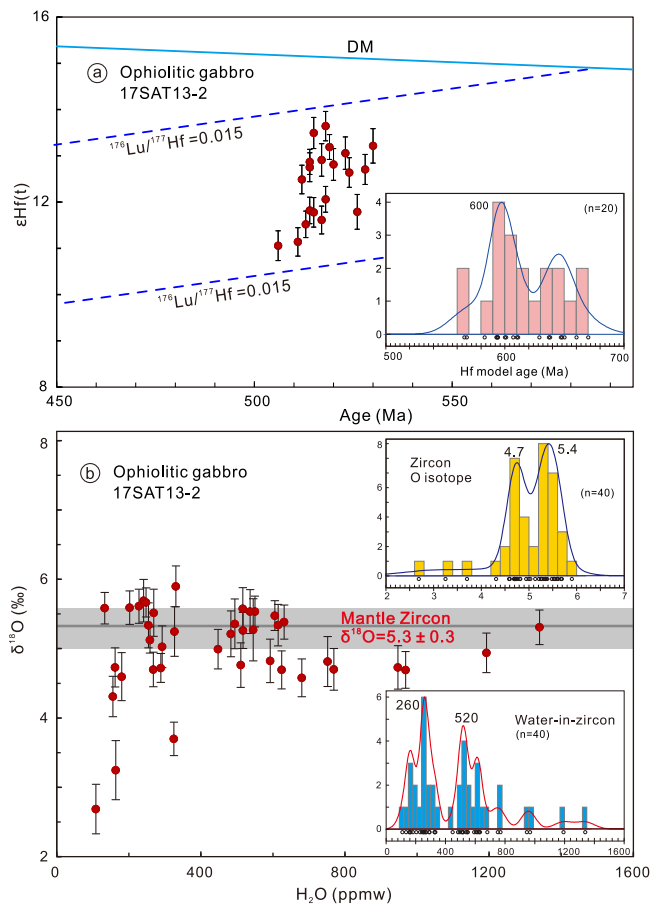 16
DM
ⓐ Ophiolitic gabbro
17SAT13-2
¹⁷⁶Lu/¹⁷⁷Hf=0.015
12
εHf(t)
¹⁷⁶Lu/¹⁷⁷Hf=0.015
8
4
2
0
600
(n=20)
500 600 700
Hf model age (Ma)
4
450 500 550
Age (Ma)
8
ⓑ Ophiolitic gabbro
17SAT13-2
8
6
4
2
0
4.7 5.4
Zircon
O isotope
(n=40)
2 3 4 5 6 7
6
δ¹⁸O (‰)
Mantle Zircon
δ¹⁸O=5.3 ± 0.3
4
6
4
2
0
260
520
Water-in-zircon
(n=40)
0 400 800 1200 1600
2
0 400 600 800 1200 1600
H₂O (ppmw)